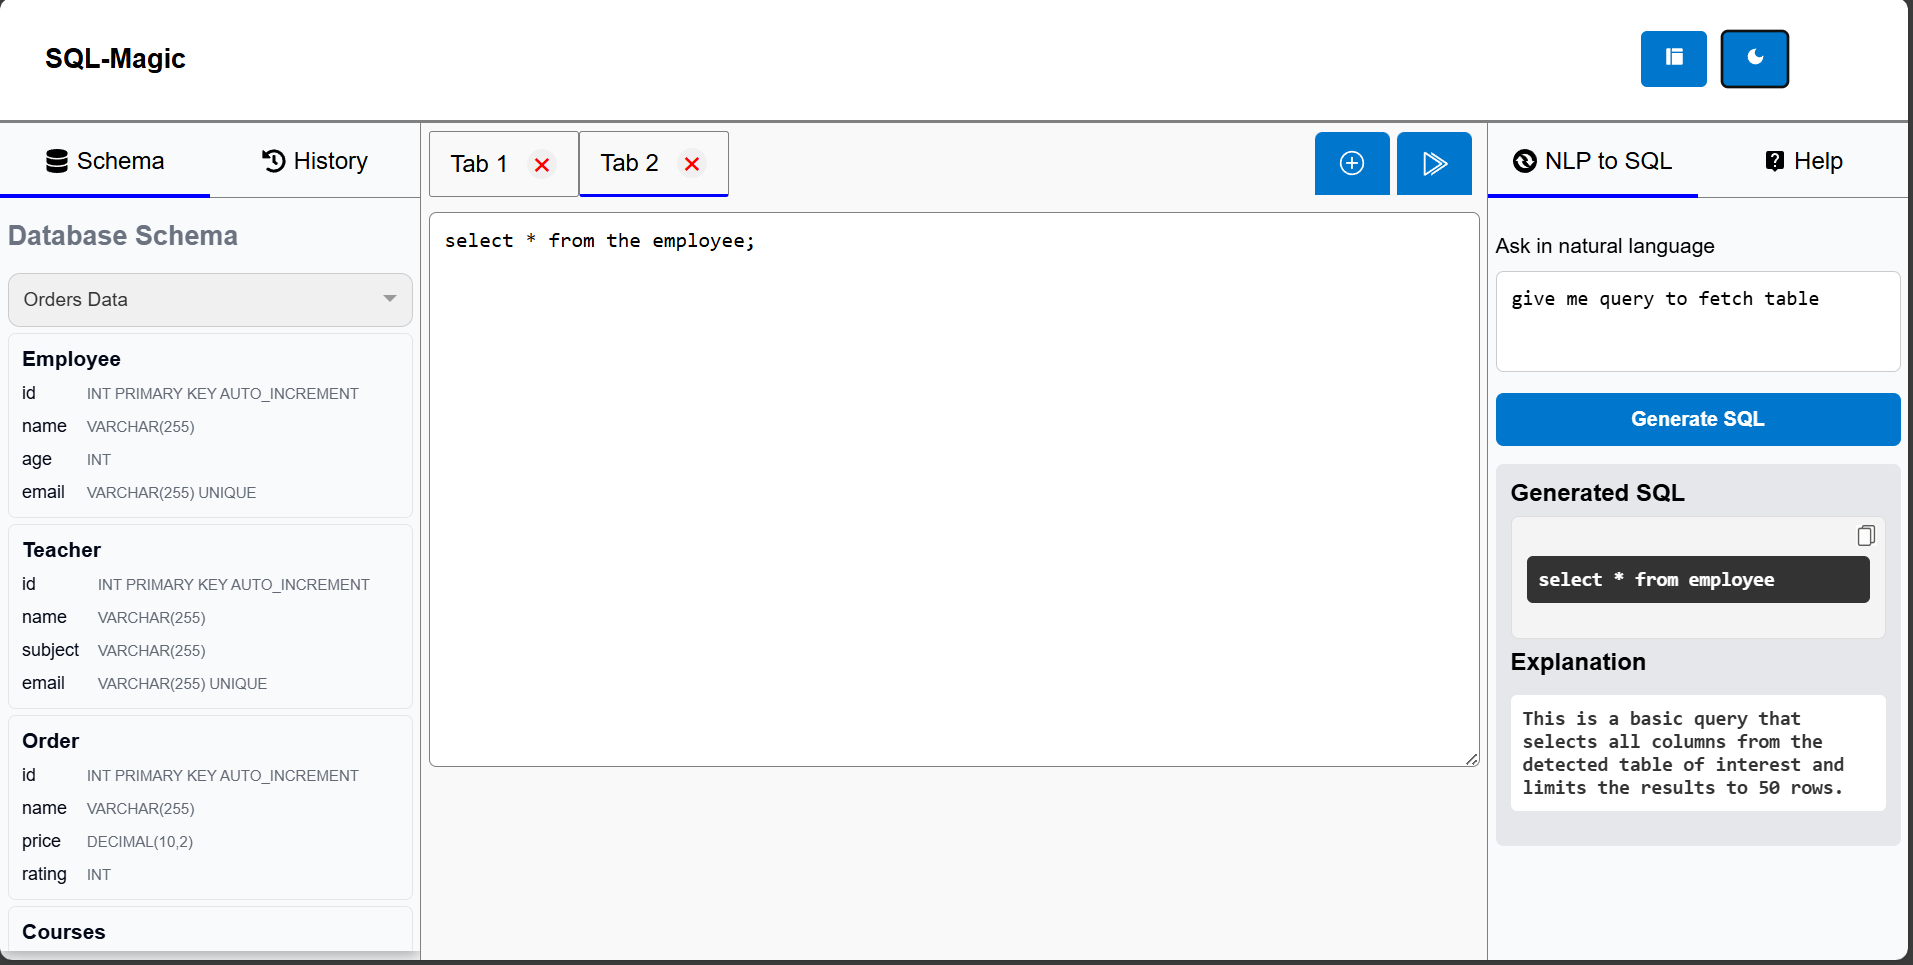 SQL-Magic
Schema
History
Database Schema
Orders Data
Employee
id INT PRIMARY KEY AUTO_INCREMENT
name VARCHAR(255)
age INT
email VARCHAR(255) UNIQUE
Teacher
id INT PRIMARY KEY AUTO_INCREMENT
name VARCHAR(255)
subject VARCHAR(255)
email VARCHAR(255) UNIQUE
Order
id INT PRIMARY KEY AUTO_INCREMENT
name VARCHAR(255)
price DECIMAL(10,2)
rating INT
Courses
Tab 1
Tab 2
select * from the employee;
NLP to SQL
Help
Ask in natural language
give me query to fetch table
Generate SQL
Generated SQL
select * from employee
Explanation
This is a basic query that
selects all columns from the
detected table of interest and
limits the results to 50 rows.